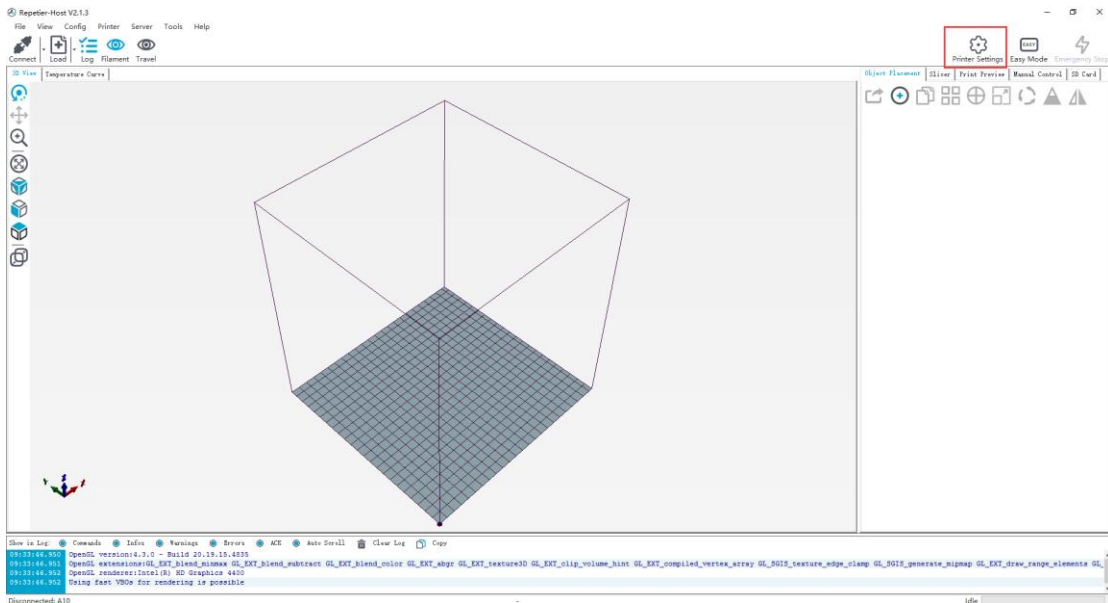 Repetier-Host V2.1.3
File View Config Printer Server Tools Help
Connect Load Log Filament Travel
Printer Settings EASY Easy Mode Emergency Stop
3D View Temperature Curve
Object Placement Slicer Print Preview Manual Control SD Card
Show in Log: Commands Infos Warnings Errors ACK Auto Scroll Clear Log Copy
09:33:46.950 OpenGL version:4.3.0 - Build 20.19.15.4835
09:33:46.951 OpenGL extensions:GL_EXT_blend_minmax GL_EXT_blend_subtract GL_EXT_blend_color GL_EXT_abgr GL_EXT_texture3D GL_EXT_clip_volume_hint GL_EXT_compiled_vertex_array GL_SGIS_texture_edge_clamp GL_SGIS_generate_mipmap GL_EXT_draw_range_elements GL_
09:33:46.952 OpenGL renderer:Intel(R) HD Graphics 4400
09:33:46.952 Using fast VBOs for rendering is possible
Disconnected: A10 - Idle